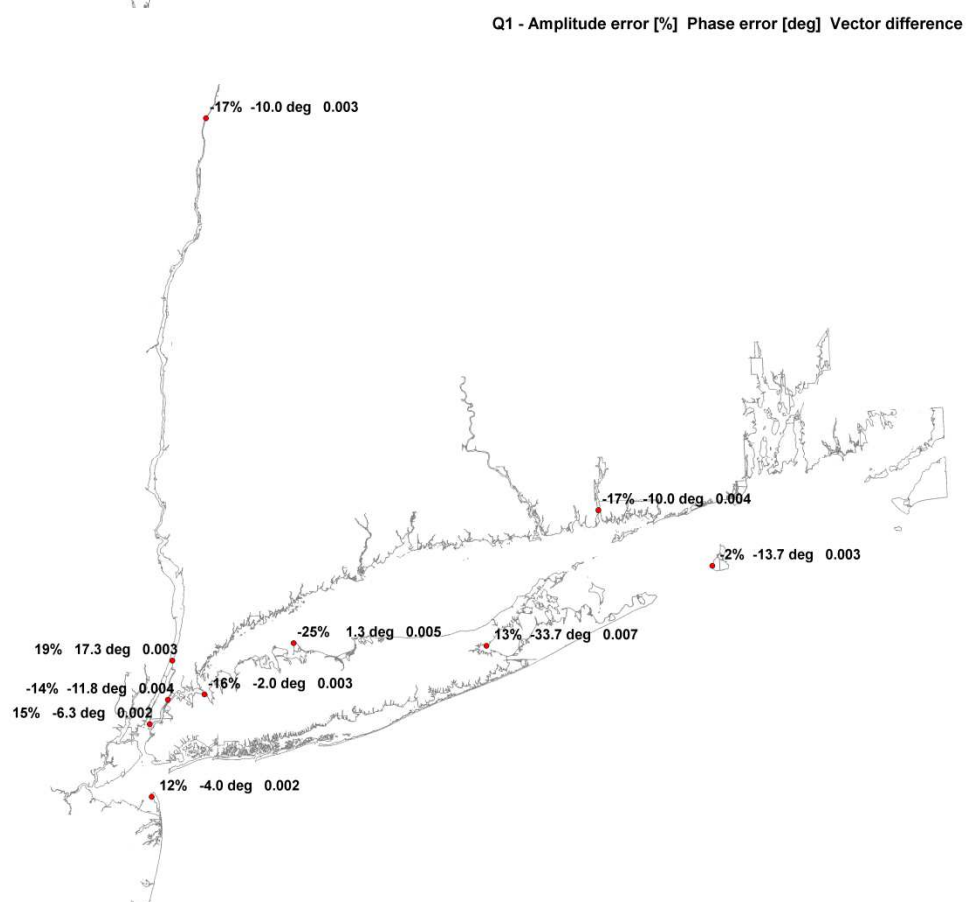 Q1 - Amplitude error [%] Phase error [deg] Vector difference
-17% -10.0 deg 0.003
-17% -10.0 deg 0.004
-2% -13.7 deg 0.003
-25% 1.3 deg 0.005
13% -33.7 deg 0.007
19% 17.3 deg 0.003
-16% -2.0 deg 0.003
-14% -11.8 deg 0.004
15% -6.3 deg 0.002
12% -4.0 deg 0.002